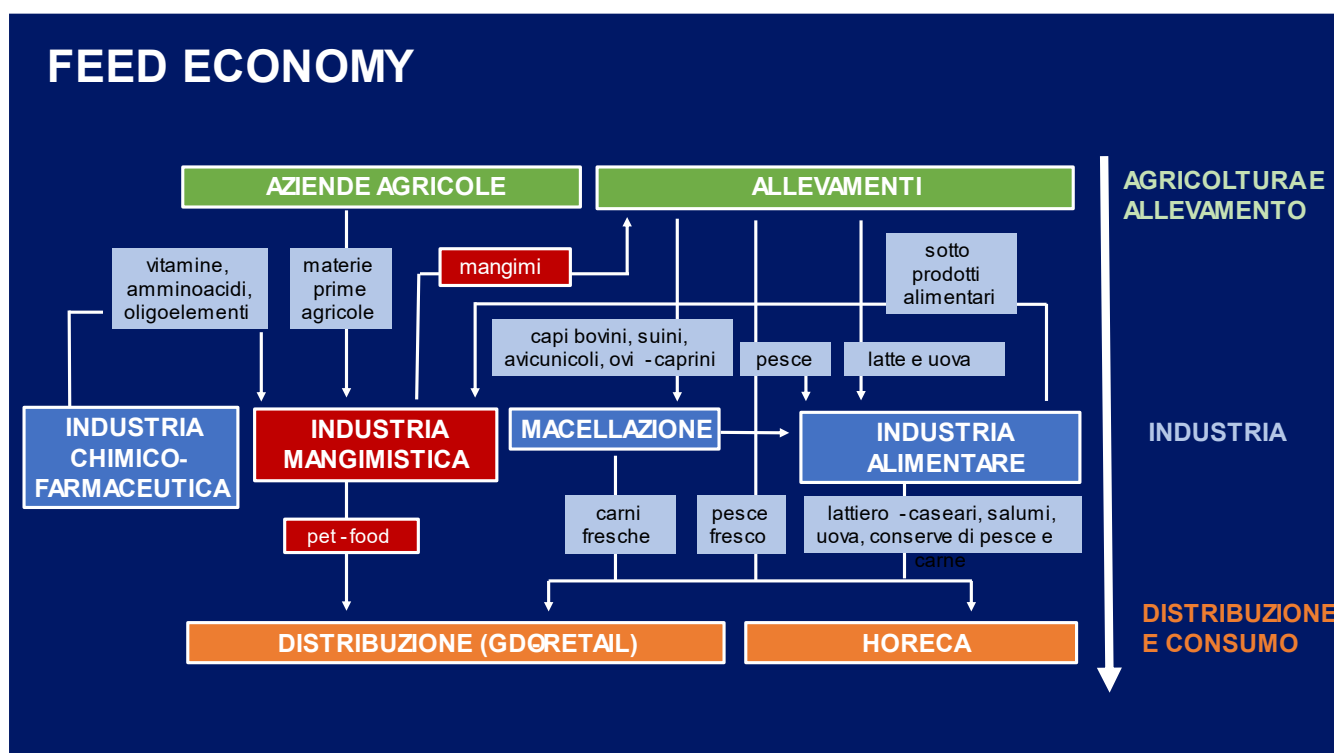 FEED ECONOMY
AZIENDE AGRICOLE
ALLEVAMENTI
AGRICOLTURA E
ALLEVAMENTO
vitamine,
amminoacidi,
oligoelementi
materie
prime
agricole
mangimi
sotto
prodotti
alimentari
capi bovini, suini,
avicunicoli, ovi -caprini
pesce
latte e uova
INDUSTRIA
CHIMICO-
FARMACEUTICA
INDUSTRIA
MANGIMISTICA
MACELLAZIONE
INDUSTRIA
ALIMENTARE
INDUSTRIA
pet-food
carni
fresche
pesce
fresco
lattiero -caseari, salumi,
uova, conserve di pesce e
carne
DISTRIBUZIONE (GDO-RETAIL)
HORECA
DISTRIBUZIONE
E CONSUMO